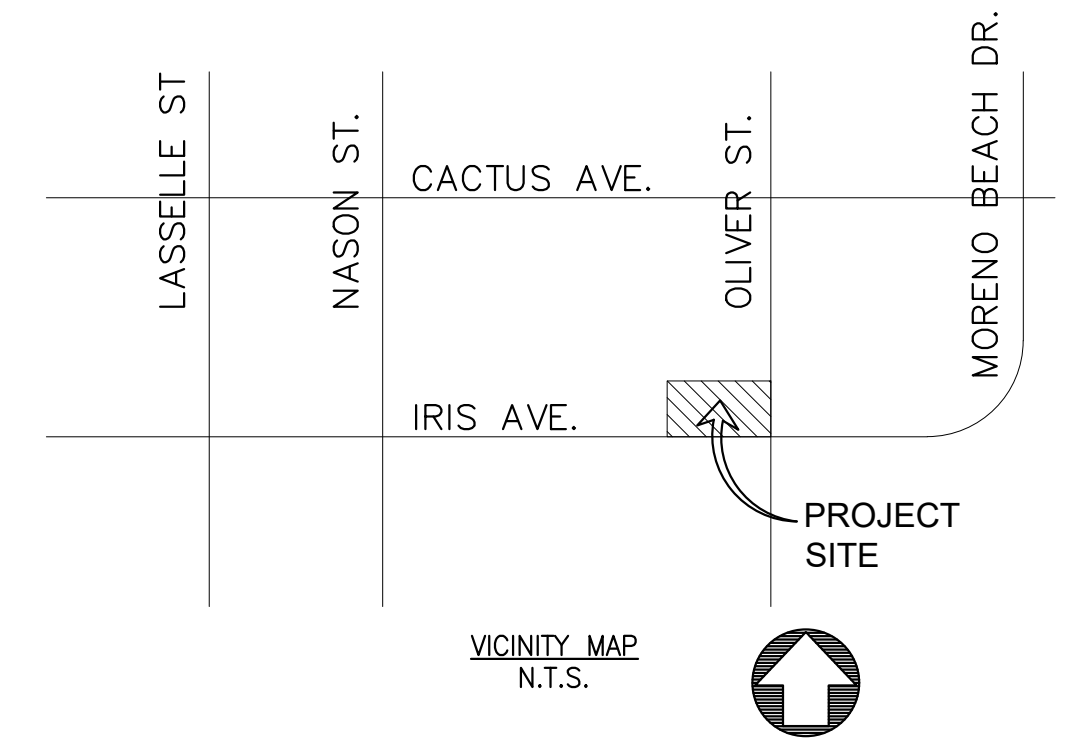 LASSELLE ST
NASON ST.
CACTUS AVE.
OLIVER ST.
MORENO BEACH DR.
IRIS AVE.
PROJECT
SITE
VICINITY MAP
N.T.S.